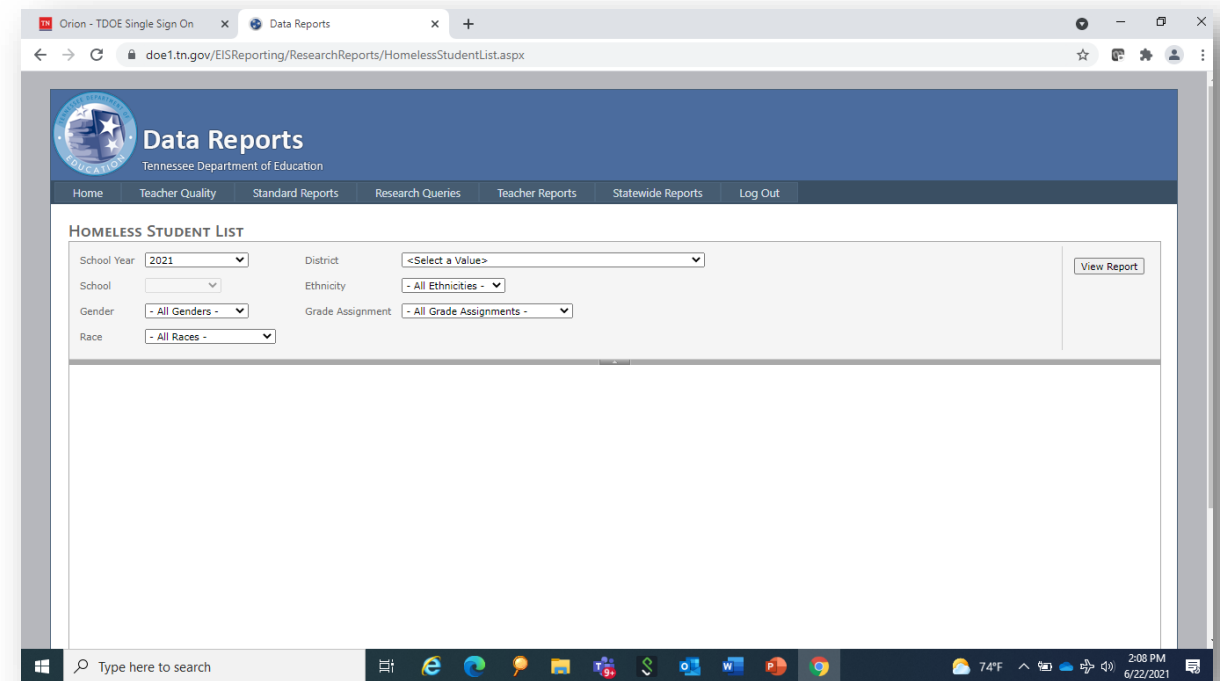 TN Orion - TDOE Single Sign On Data Reports
doe1.tn.gov/EISReporting/ResearchReports/HomelessStudentList.aspx
Data Reports
Tennessee Department of Education
EDUCATION
Home Teacher Quality Standard Reports Research Queries Teacher Reports Statewide Reports Log Out
HOMELESS STUDENT LIST
School Year 2021 District <Select a Value> View Report
School Ethnicity - All Ethnicities -
Gender - All Genders - Grade Assignment - All Grade Assignments -
Race - All Races -
Type here to search 9+ 74°F 2:08 PM
6/22/2021